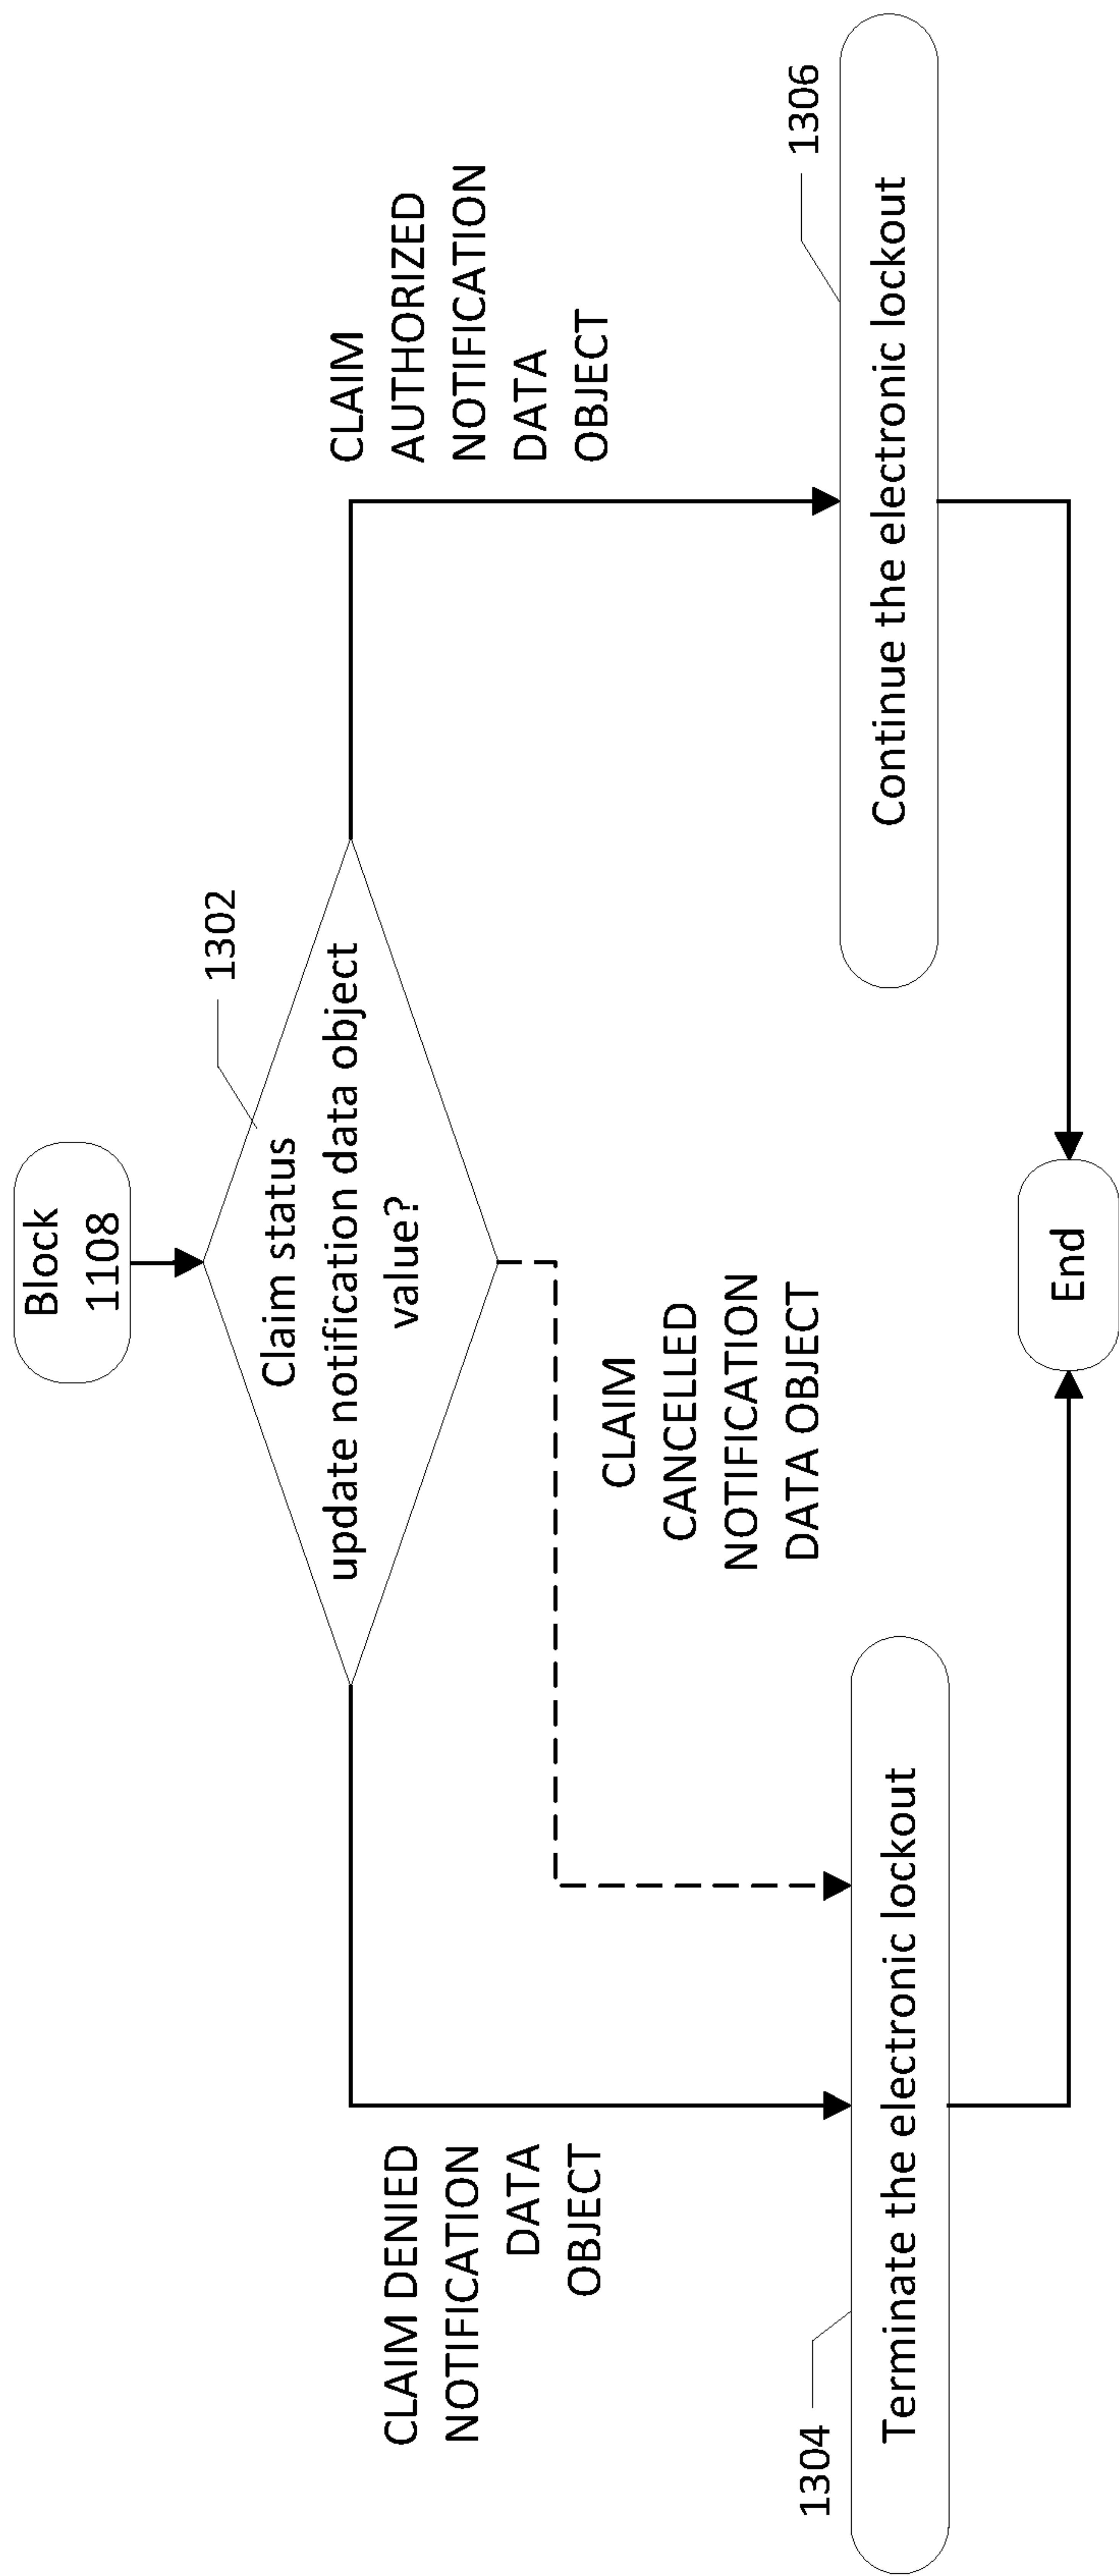 Block
1108
1302
Claim status
update notification data object
value?
CLAIM DENIED
NOTIFICATION
DATA
OBJECT
CLAIM
CANCELLED
NOTIFICATION
DATA OBJECT
CLAIM
AUTHORIZED
NOTIFICATION
DATA
OBJECT
1304
Terminate the electronic lockout
1306
Continue the electronic lockout
End